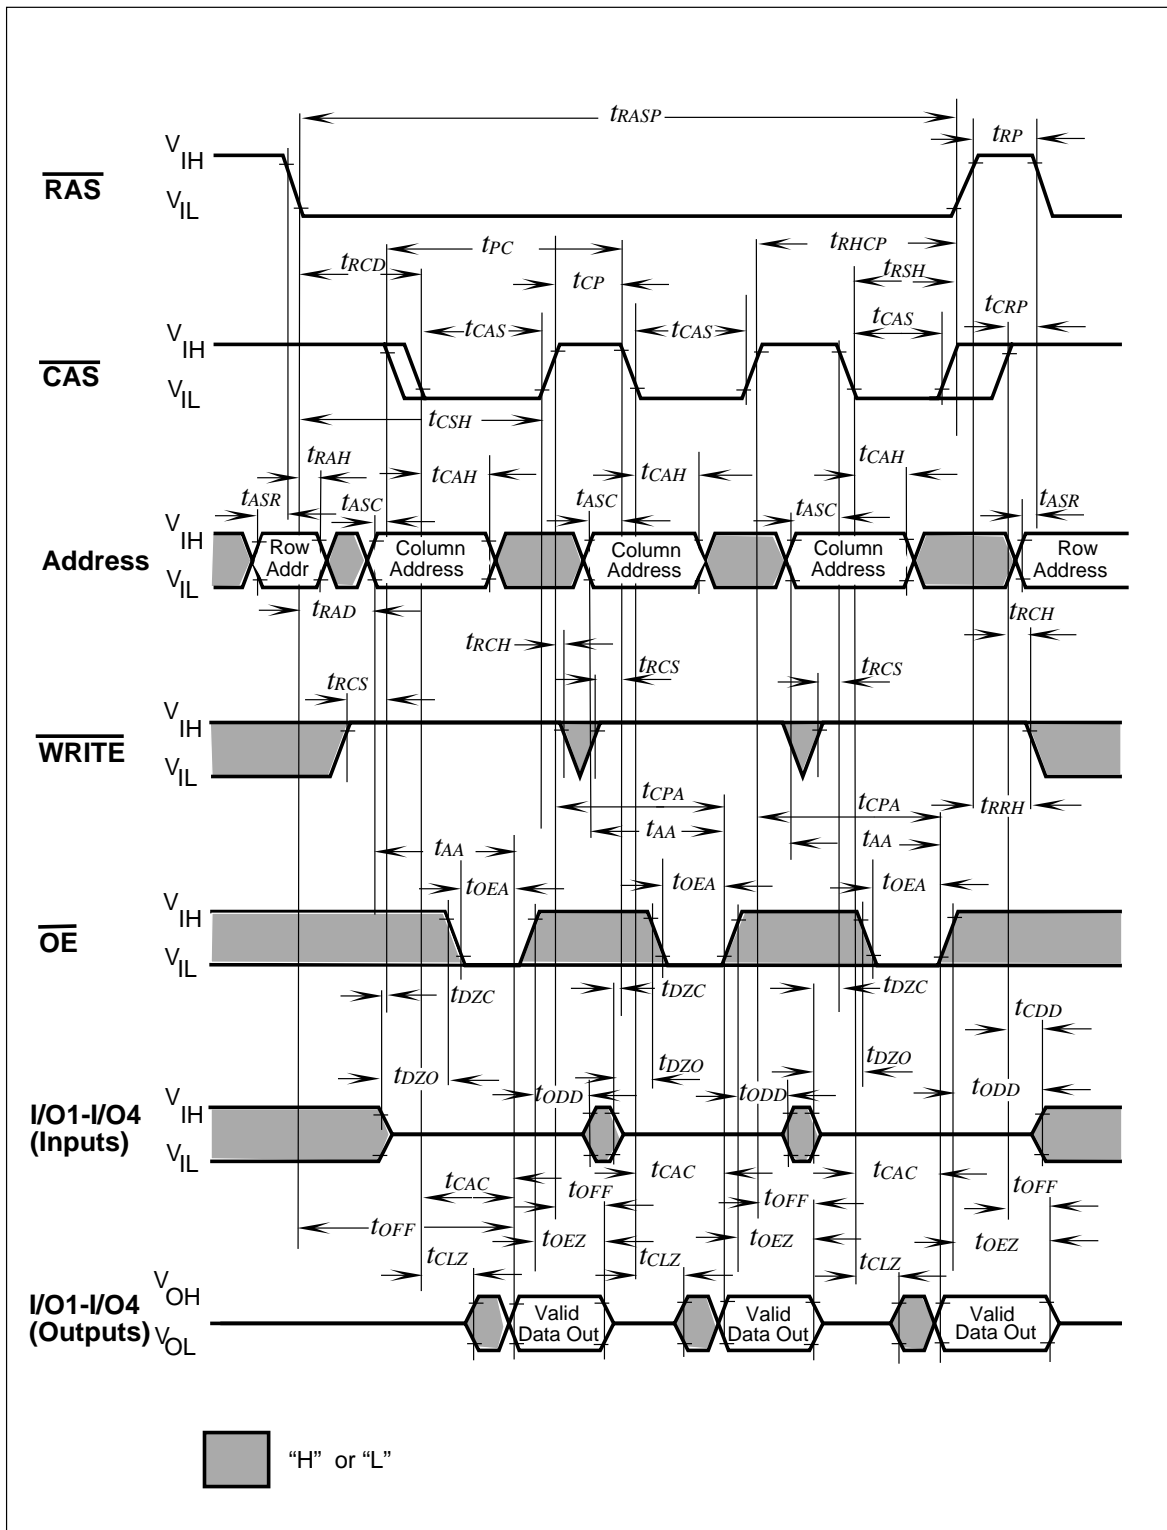 tRASP
tRP
VIH
RAS
VIL
tPC
tRHCP
tRCD
tRSH
tCP
tCRP
tCAS
tCAS
tCAS
VIH
CAS
VIL
tCSH
tRAH
tCAH
tCAH
tCAH
tASR
tASC
tASC
tASC
tASR
VIH
Address
VIL
Row
Addr
Column
Address
Column
Address
Column
Address
Row
Address
tRAD
tRCH
tRCH
tRCS
tRCS
tRCS
VIH
WRITE
VIL
tCPA
tCPA
tRRH
tAA
tAA
tAA
tOEA
tOEA
tOEA
VIH
OE
VIL
tDZC
tDZC
tDZC
tCDD
tDZO
tDZO
tDZO
tODD
tODD
tODD
VIH
I/O1-I/O4
(Inputs)
VIL
tCAC
tCAC
tCAC
tOFF
tOFF
tOFF
tOFF
tOEZ
tOEZ
tOEZ
tCLZ
tCLZ
tCLZ
VOH
I/O1-I/O4
(Outputs)
VOL
Valid
Data Out
Valid
Data Out
Valid
Data Out
“H” or “L”